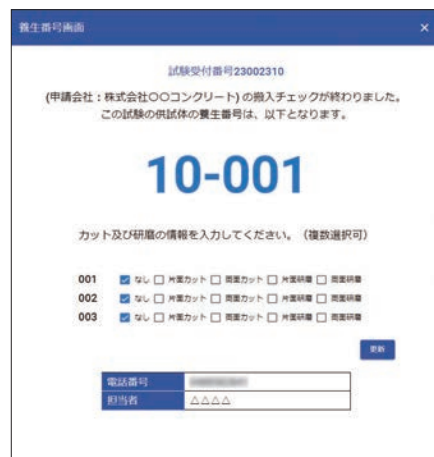 養生番号画面 ×
試験受付番号23002310
(申請会社：株式会社〇〇コンクリート) の搬入チェックが終わりました。
この試験の供試体の養生番号は、以下となります。
10-001
カット及び研磨の情報を入力してください。（複数選択可）
001 なし 片面カット 両面カット 片面研磨 両面研磨
002 なし 片面カット 両面カット 片面研磨 両面研磨
003 なし 片面カット 両面カット 片面研磨 両面研磨
更新
電話番号
担当者 △△△△